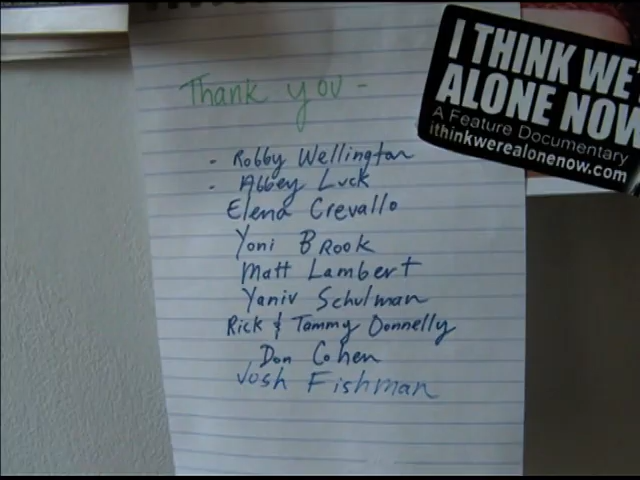 Thank you -
- Robby Wellington
- Abbey Luck
Elena Crevallo
Yoni Brook
Matt Lambert
Yaniv Schulman
Rick & Tammy Donnelly
Don Cohen
Josh Fishman
I THINK WE'
ALONE NOW
A Feature Documentary
ithinkwerealonenow.com